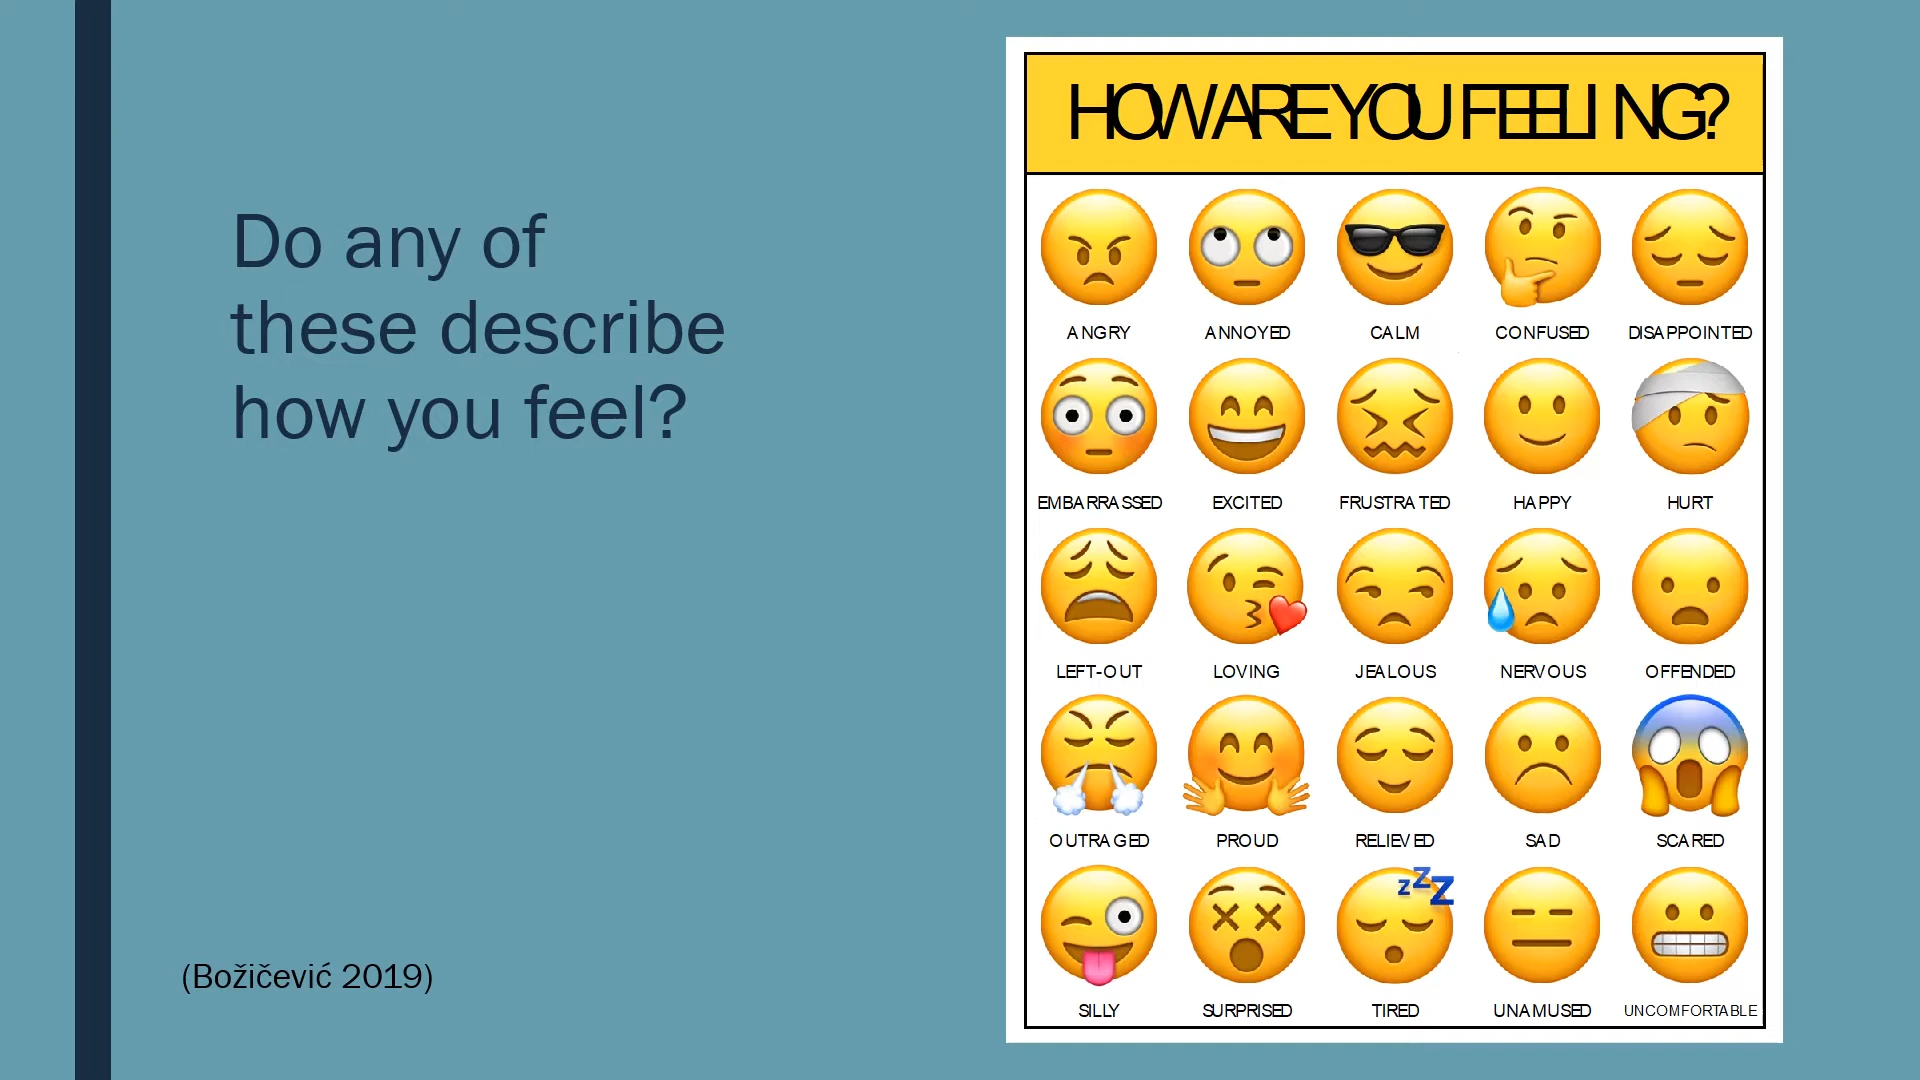 Do any of
these describe
how you feel?
(Božičević 2019)
HOW ARE YOU FEELING?
ANGRY ANNOYED CALM CONFUSED DISAPPOINTED
EMBARRASSED EXCITED FRUSTRATED HAPPY HURT
LEFT-OUT LOVING JEALOUS NERVOUS OFFENDED
OUTRAGED PROUD RELIEVED SAD SCARED
zzZ
SILLY SURPRISED TIRED UNAMUSED UNCOMFORTABLE